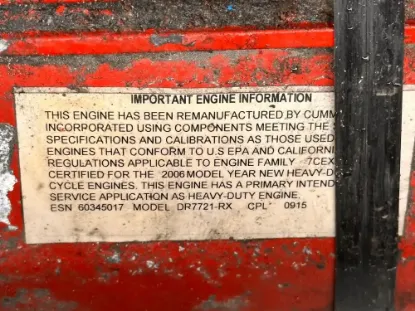 IMPORTANT ENGINE INFORMATION
THIS ENGINE HAS BEEN REMANUFACTURED BY CUMM
INCORPORATED USING COMPONENTS MEETING THE S
SPECIFICATIONS AND CALIBRATIONS AS THOSE USED
ENGINES THAT CONFORM TO U.S EPA AND CALIFORNI
REGULATIONS APPLICABLE TO ENGINE FAMILY 7CEX
CERTIFIED FOR THE 2006 MODEL YEAR NEW HEAVY-D
CYCLE ENGINES. THIS ENGINE HAS A PRIMARY INTEND
SERVICE APPLICATION AS HEAVY-DUTY ENGINE.
ESN 60345017 MODEL DR7721-RX CPL 0915